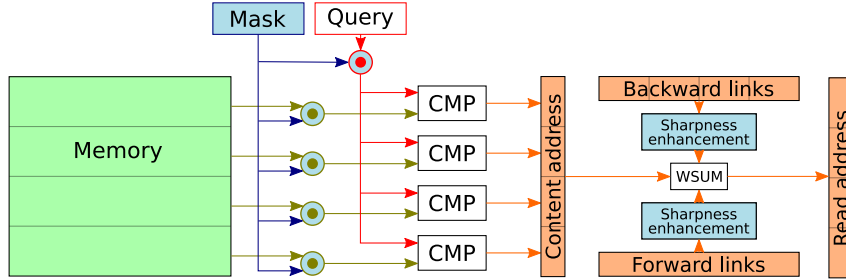 Mask
Query
Memory
CMP
CMP
CMP
CMP
Content address
Backward links
Sharpness
enhancement
WSUM
Sharpness
enhancement
Forward links
Read address